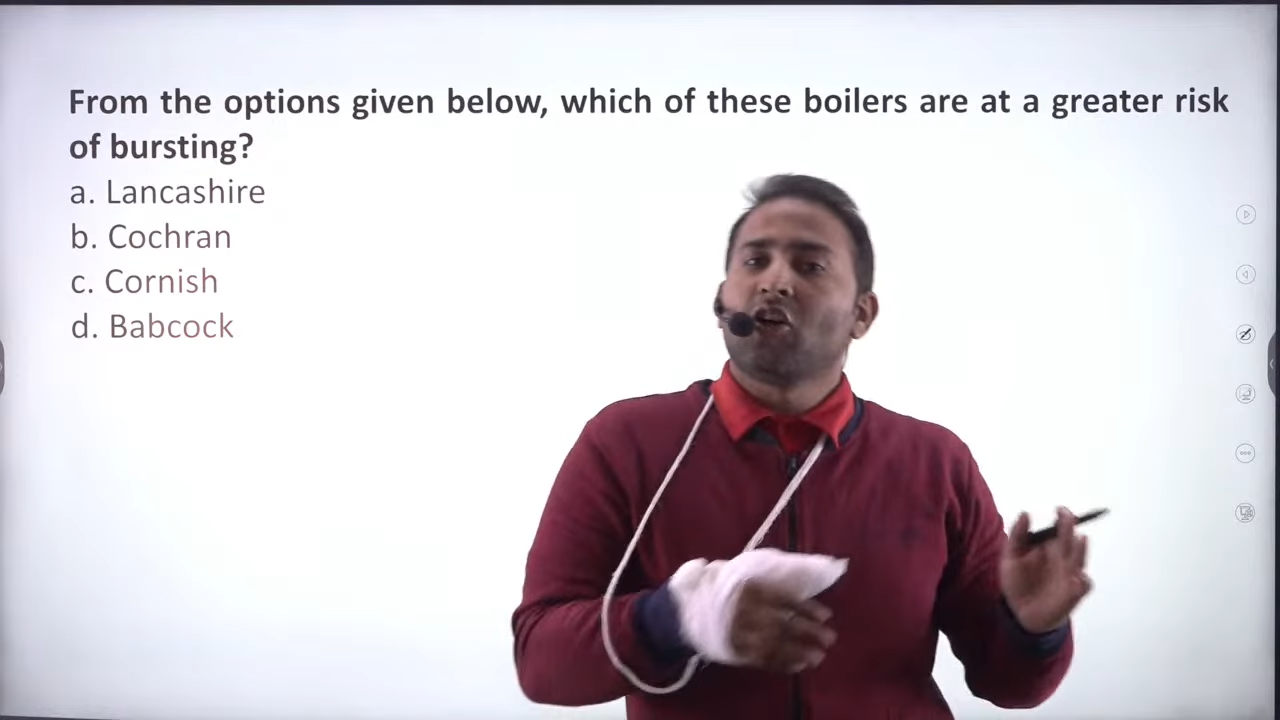 From the options given below, which of these boilers are at a greater risk
of bursting?
a. Lancashire
b. Cochran
c. Cornish
d. Babcock